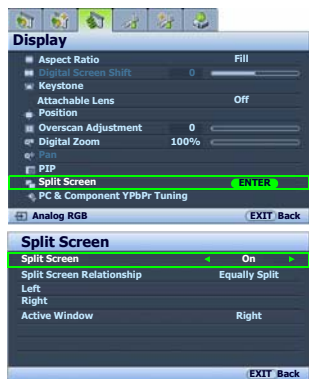 Display
Aspect Ratio Fill
Digital Screen Shift 0
Keystone
Attachable Lens Off
Position
Overscan Adjustment 0
Digital Zoom 100%
Pan
PIP
Split Screen ENTER
PC & Component YPbPr Tuning
Analog RGB EXIT Back
Split Screen
Split Screen On
Split Screen Relationship Equally Split
Left
Right
Active Window Right
EXIT Back